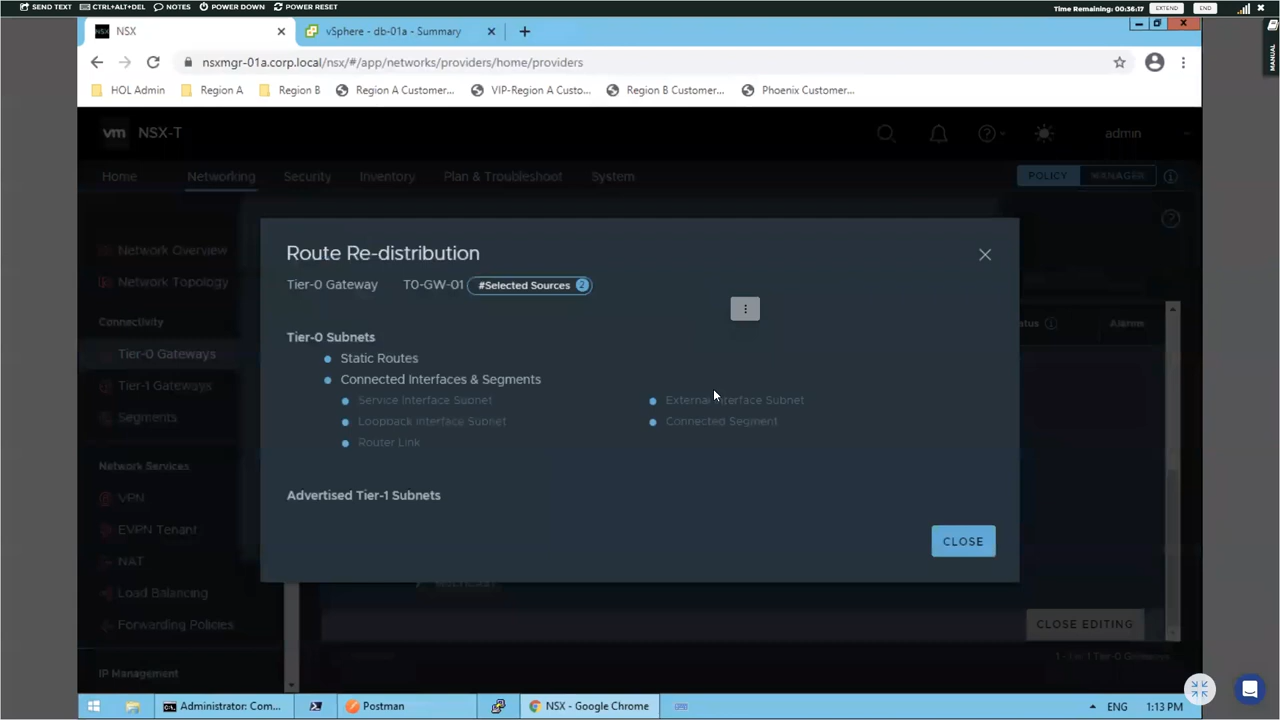 SEND TEXT CTRL+ALT+DEL NOTES POWER DOWN POWER RESET Time Remaining: 00:36:17 EXTEND END
MANUAL
NSX vSphere - db-01a - Summary
nsxmgr-01a.corp.local/nsx/#/app/networks/providers/home/providers
HOL Admin Region A Region B Region A Customer... VIP-Region A Custo... Region B Customer... Phoenix Customer...
vm NSX-T admin
Home Networking Security Inventory Plan & Troubleshoot System POLICY MANAGER
Network Overview
Network Topology
Connectivity
Tier-0 Gateways
Tier-1 Gateways
Segments
Network Services
VPN
EVPN Tenant
NAT
Load Balancing
Forwarding Policies
IP Management
Route Re-distribution
Tier-0 Gateway T0-GW-01 #Selected Sources 2
Tier-0 Subnets
Static Routes
Connected Interfaces & Segments
Service Interface Subnet External Interface Subnet
Loopback Interface Subnet Connected Segment
Router Link
Advertised Tier-1 Subnets
CLOSE
Alarms
CLOSE EDITING
Administrator: Com... Postman NSX - Google Chrome ENG 1:13 PM